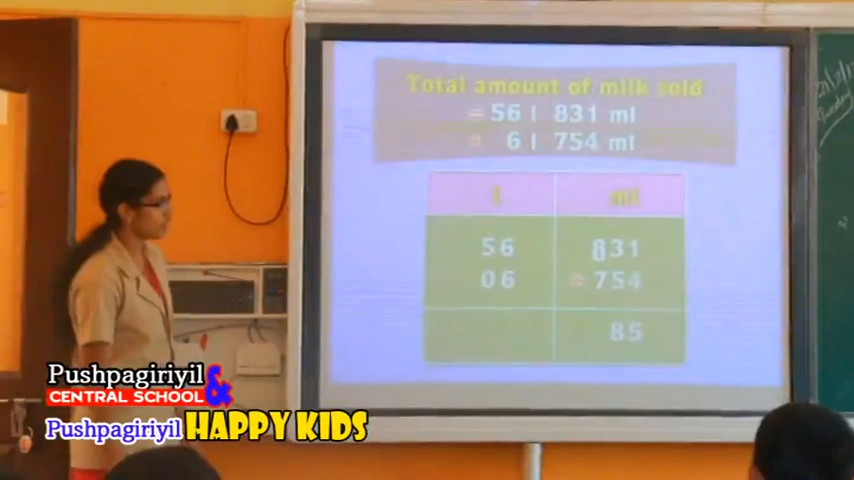 Total amount of milk sold
= 56 l 831 ml
6 l 754 ml
l ml
56 831
06 754
85
Pushpagiriyil
CENTRAL SCHOOL &
Pushpagiriyil HAPPY KIDS